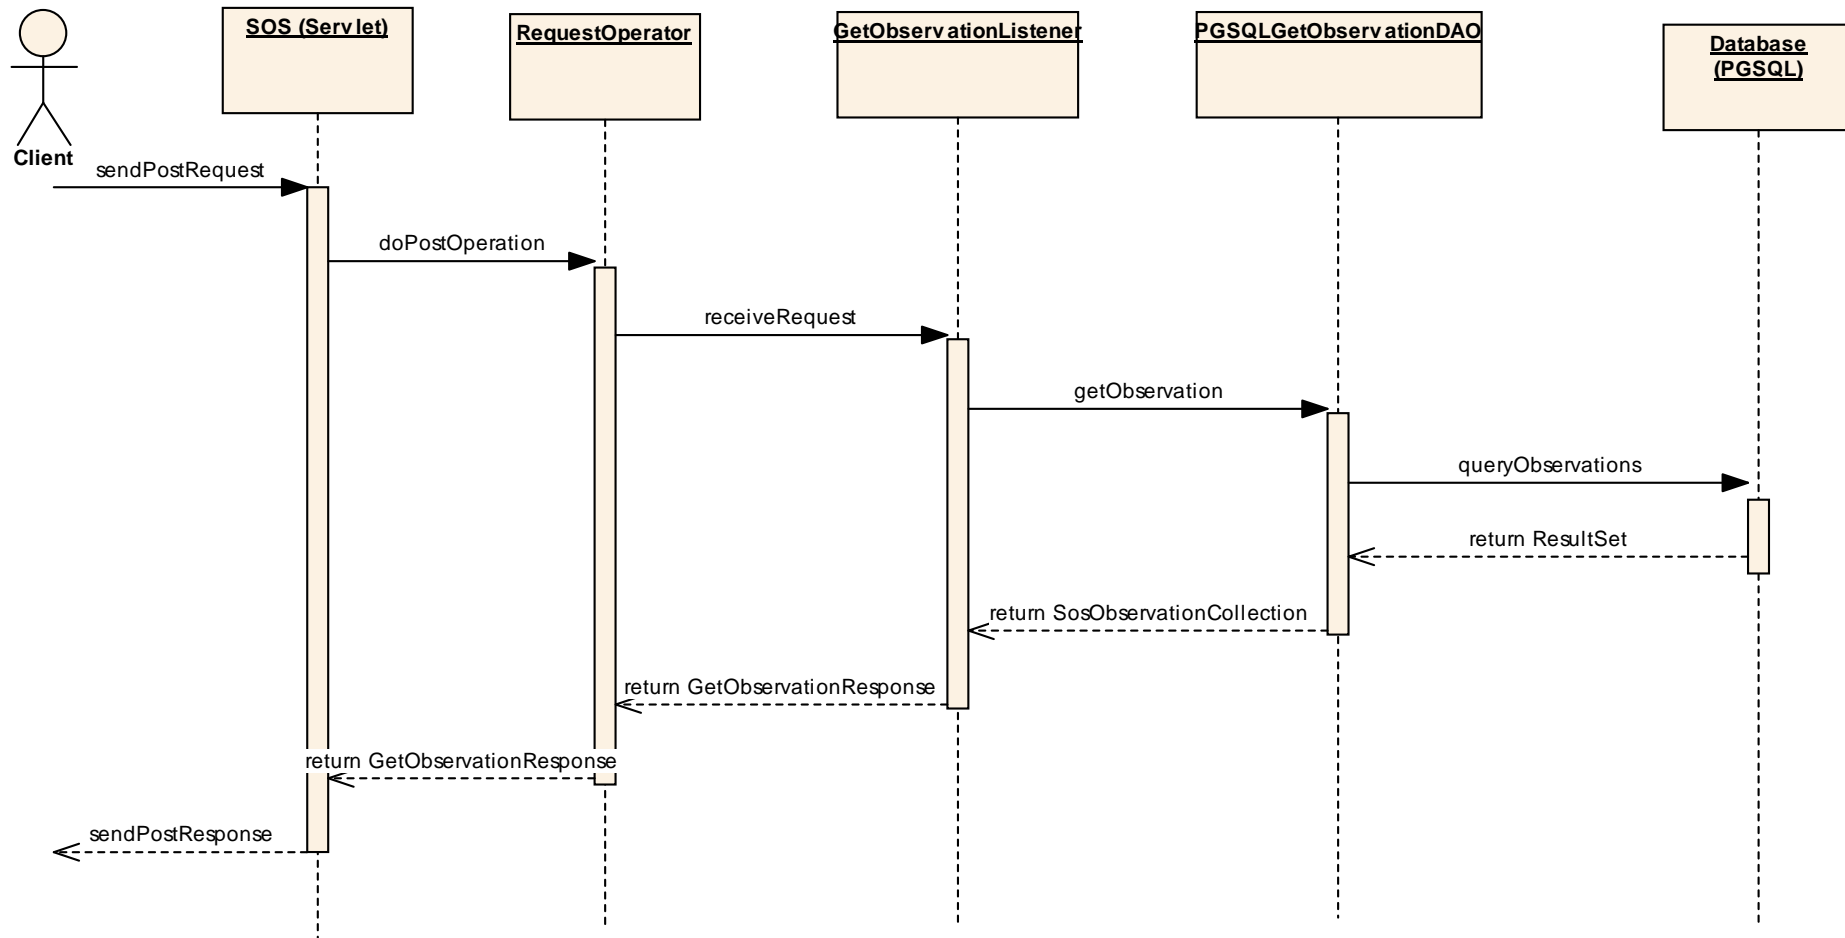 SOS (Servlet)
RequestOperator
GetObservationListener
PGSQLGetObservationDAO
Database
(PGSQL)
Client
sendPostRequest
doPostOperation
receiveRequest
getObservation
queryObservations
return ResultSet
return SosObservationCollection
return GetObservationResponse
return GetObservationResponse
sendPostResponse